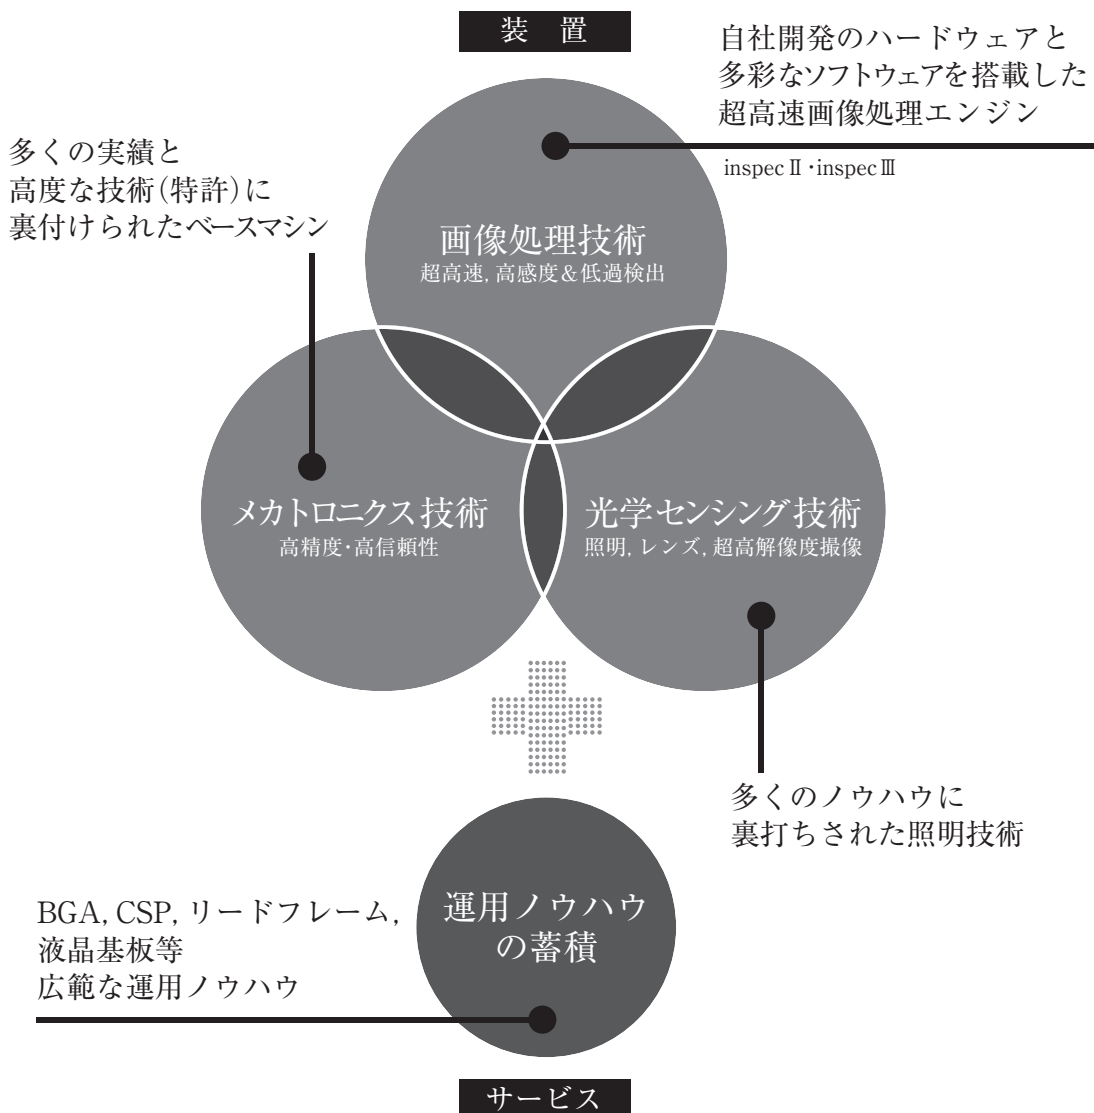 装 置
自社開発のハードウェアと
多彩なソフトウェアを搭載した
超高速画像処理エンジン
inspecⅡ・inspecⅢ
多くの実績と
高度な技術(特許)に
裏付けられたベースマシン
画像処理技術
超高速, 高感度&低過検出
メカトロニクス技術
高精度・高信頼性
光学センシング技術
照明, レンズ, 超高解像度撮像
多くのノウハウに
裏打ちされた照明技術
運用ノウハウ
の蓄積
BGA, CSP, リードフレーム,
液晶基板等
広範な運用ノウハウ
サービス